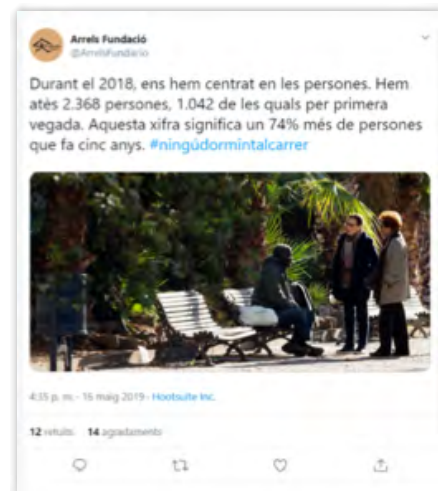 Arrels Fundació
@ArrelsFundacio
Durant el 2018, ens hem centrat en les persones. Hem
atès 2.368 persones, 1.042 de les quals per primera
vegada. Aquesta xifra significa un 74% més de persones
que fa cinc anys. #ningúdormintalcarrer
4:35 p. m. · 16 maig 2019 · Hootsuite Inc.
12 retuits 14 agradaments